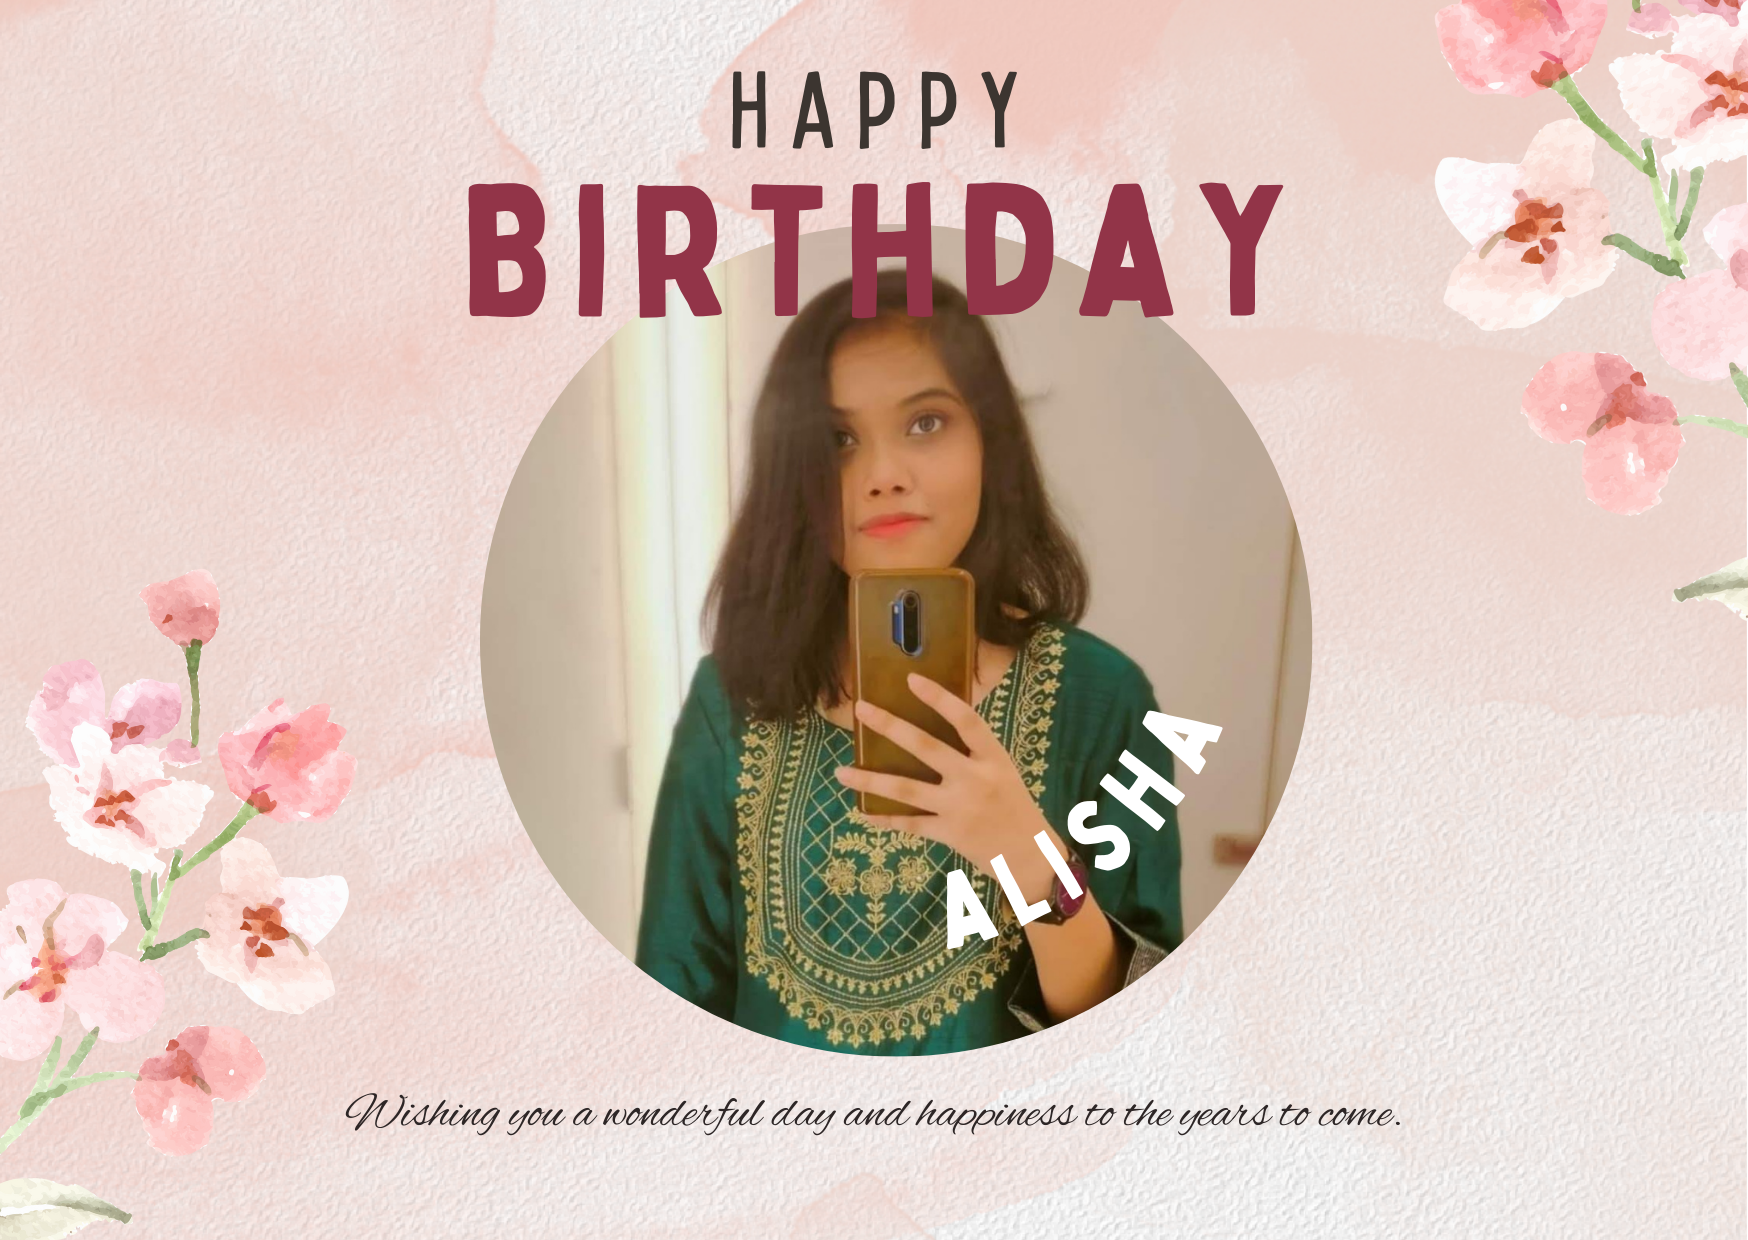 HAPPY
BIRTHDAY
ALISHA
Wishing you a wonderful day and happiness to the years to come.